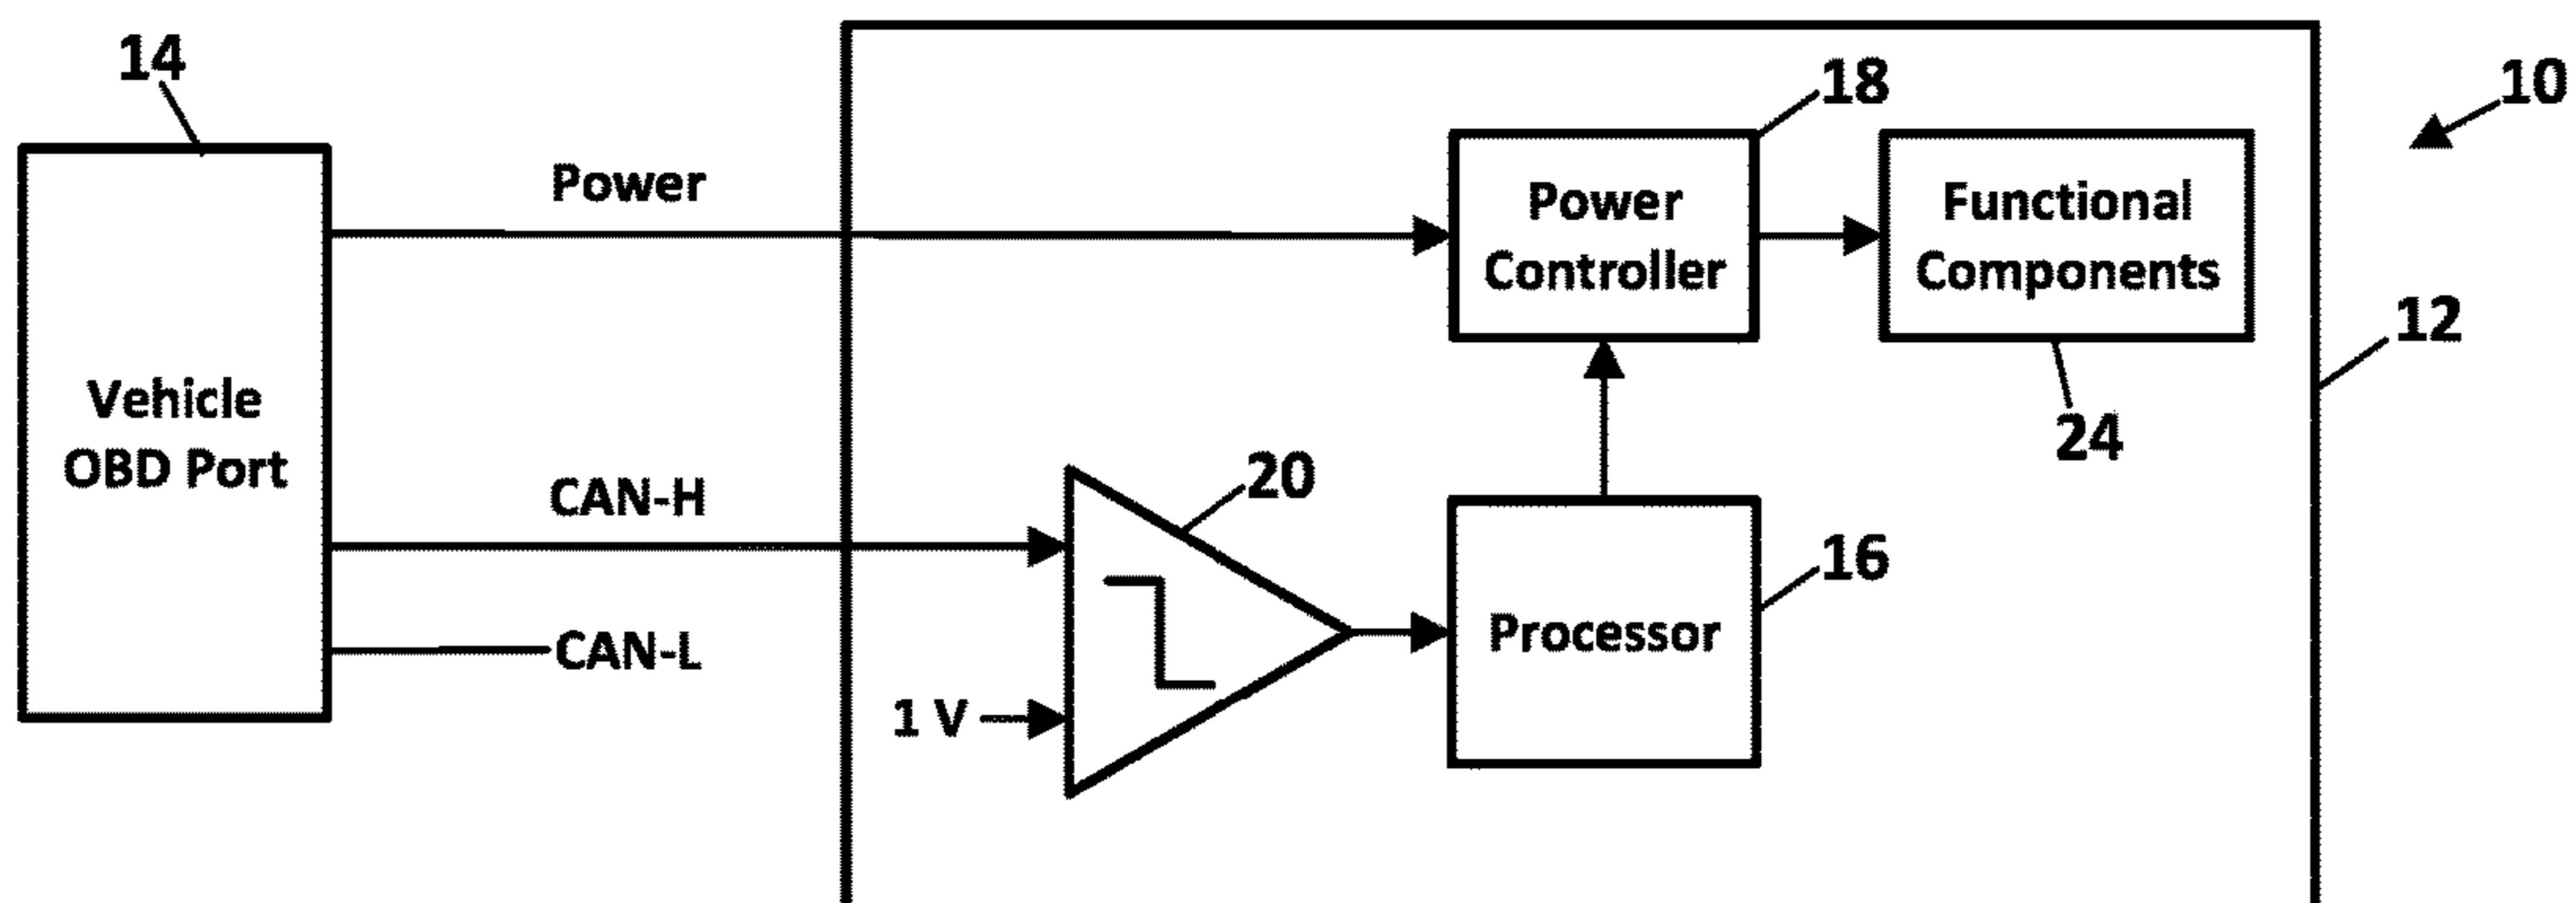 14
18
10
Power
Power
Controller
Functional
Components
12
Vehicle
OBD Port
24
CAN-H
20
16
Processor
CAN-L
1 V